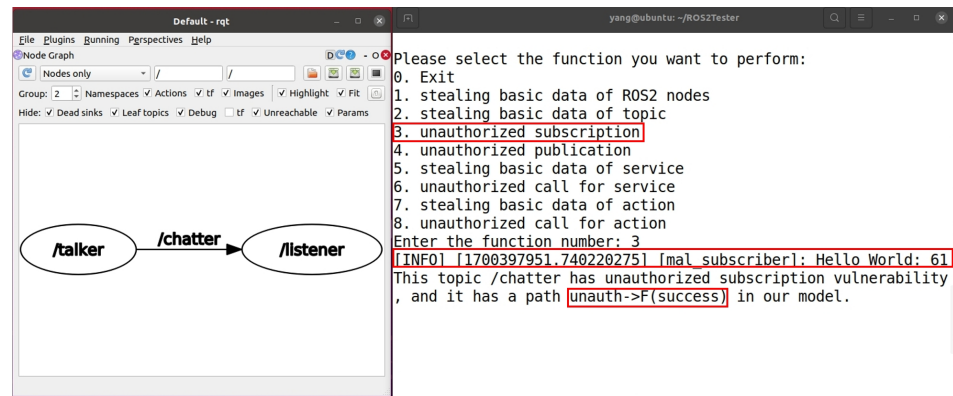 Default - rqt
File Plugins Running Perspectives Help
Node Graph
D - O
Nodes only / /
Group: 2 Namespaces Actions tf Images Highlight Fit
Hide: Dead sinks Leaf topics Debug tf Unreachable Params
/talker /chatter /listener
yang@ubuntu: ~/ROS2Tester
Please select the function you want to perform:
0. Exit
1. stealing basic data of ROS2 nodes
2. stealing basic data of topic
3. unauthorized subscription
4. unauthorized publication
5. stealing basic data of service
6. unauthorized call for service
7. stealing basic data of action
8. unauthorized call for action
Enter the function number: 3
[INFO] [1700397951.740220275] [mal_subscriber]: Hello World: 61
This topic /chatter has unauthorized subscription vulnerability
, and it has a path unauth->F(success) in our model.